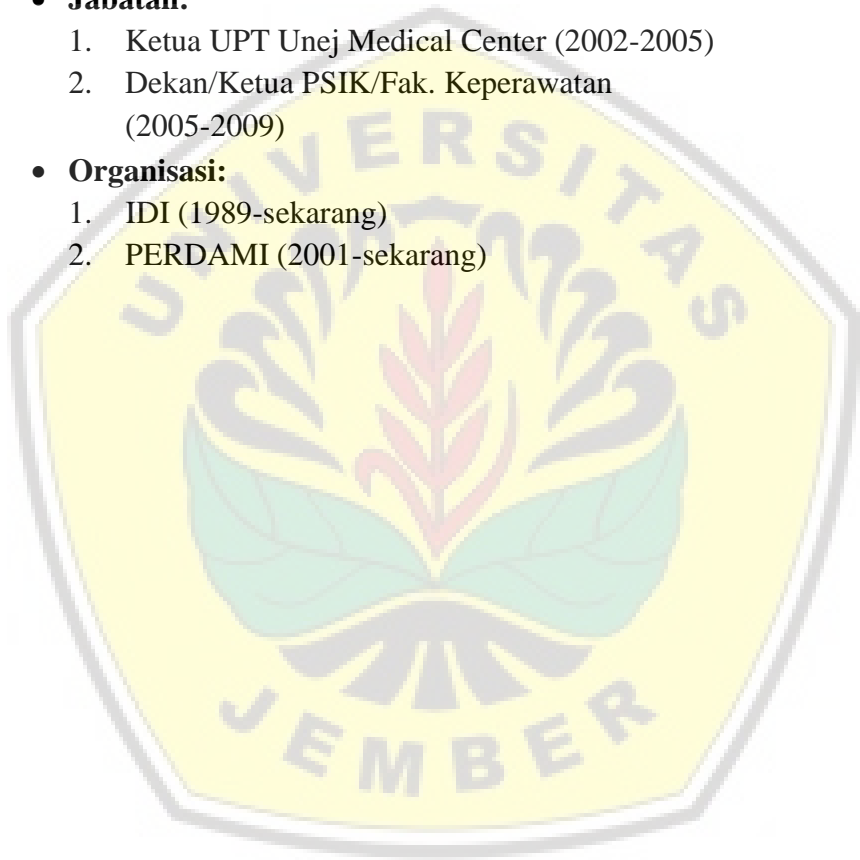 • Jabatan:
1. Ketua UPT Unej Medical Center (2002-2005)
2. Dekan/Ketua PSIK/Fak. Keperawatan
(2005-2009)
• Organisasi:
1. IDI (1989-sekarang)
2. PERDAMI (2001-sekarang)
UNIVERSITAS
JEMBER